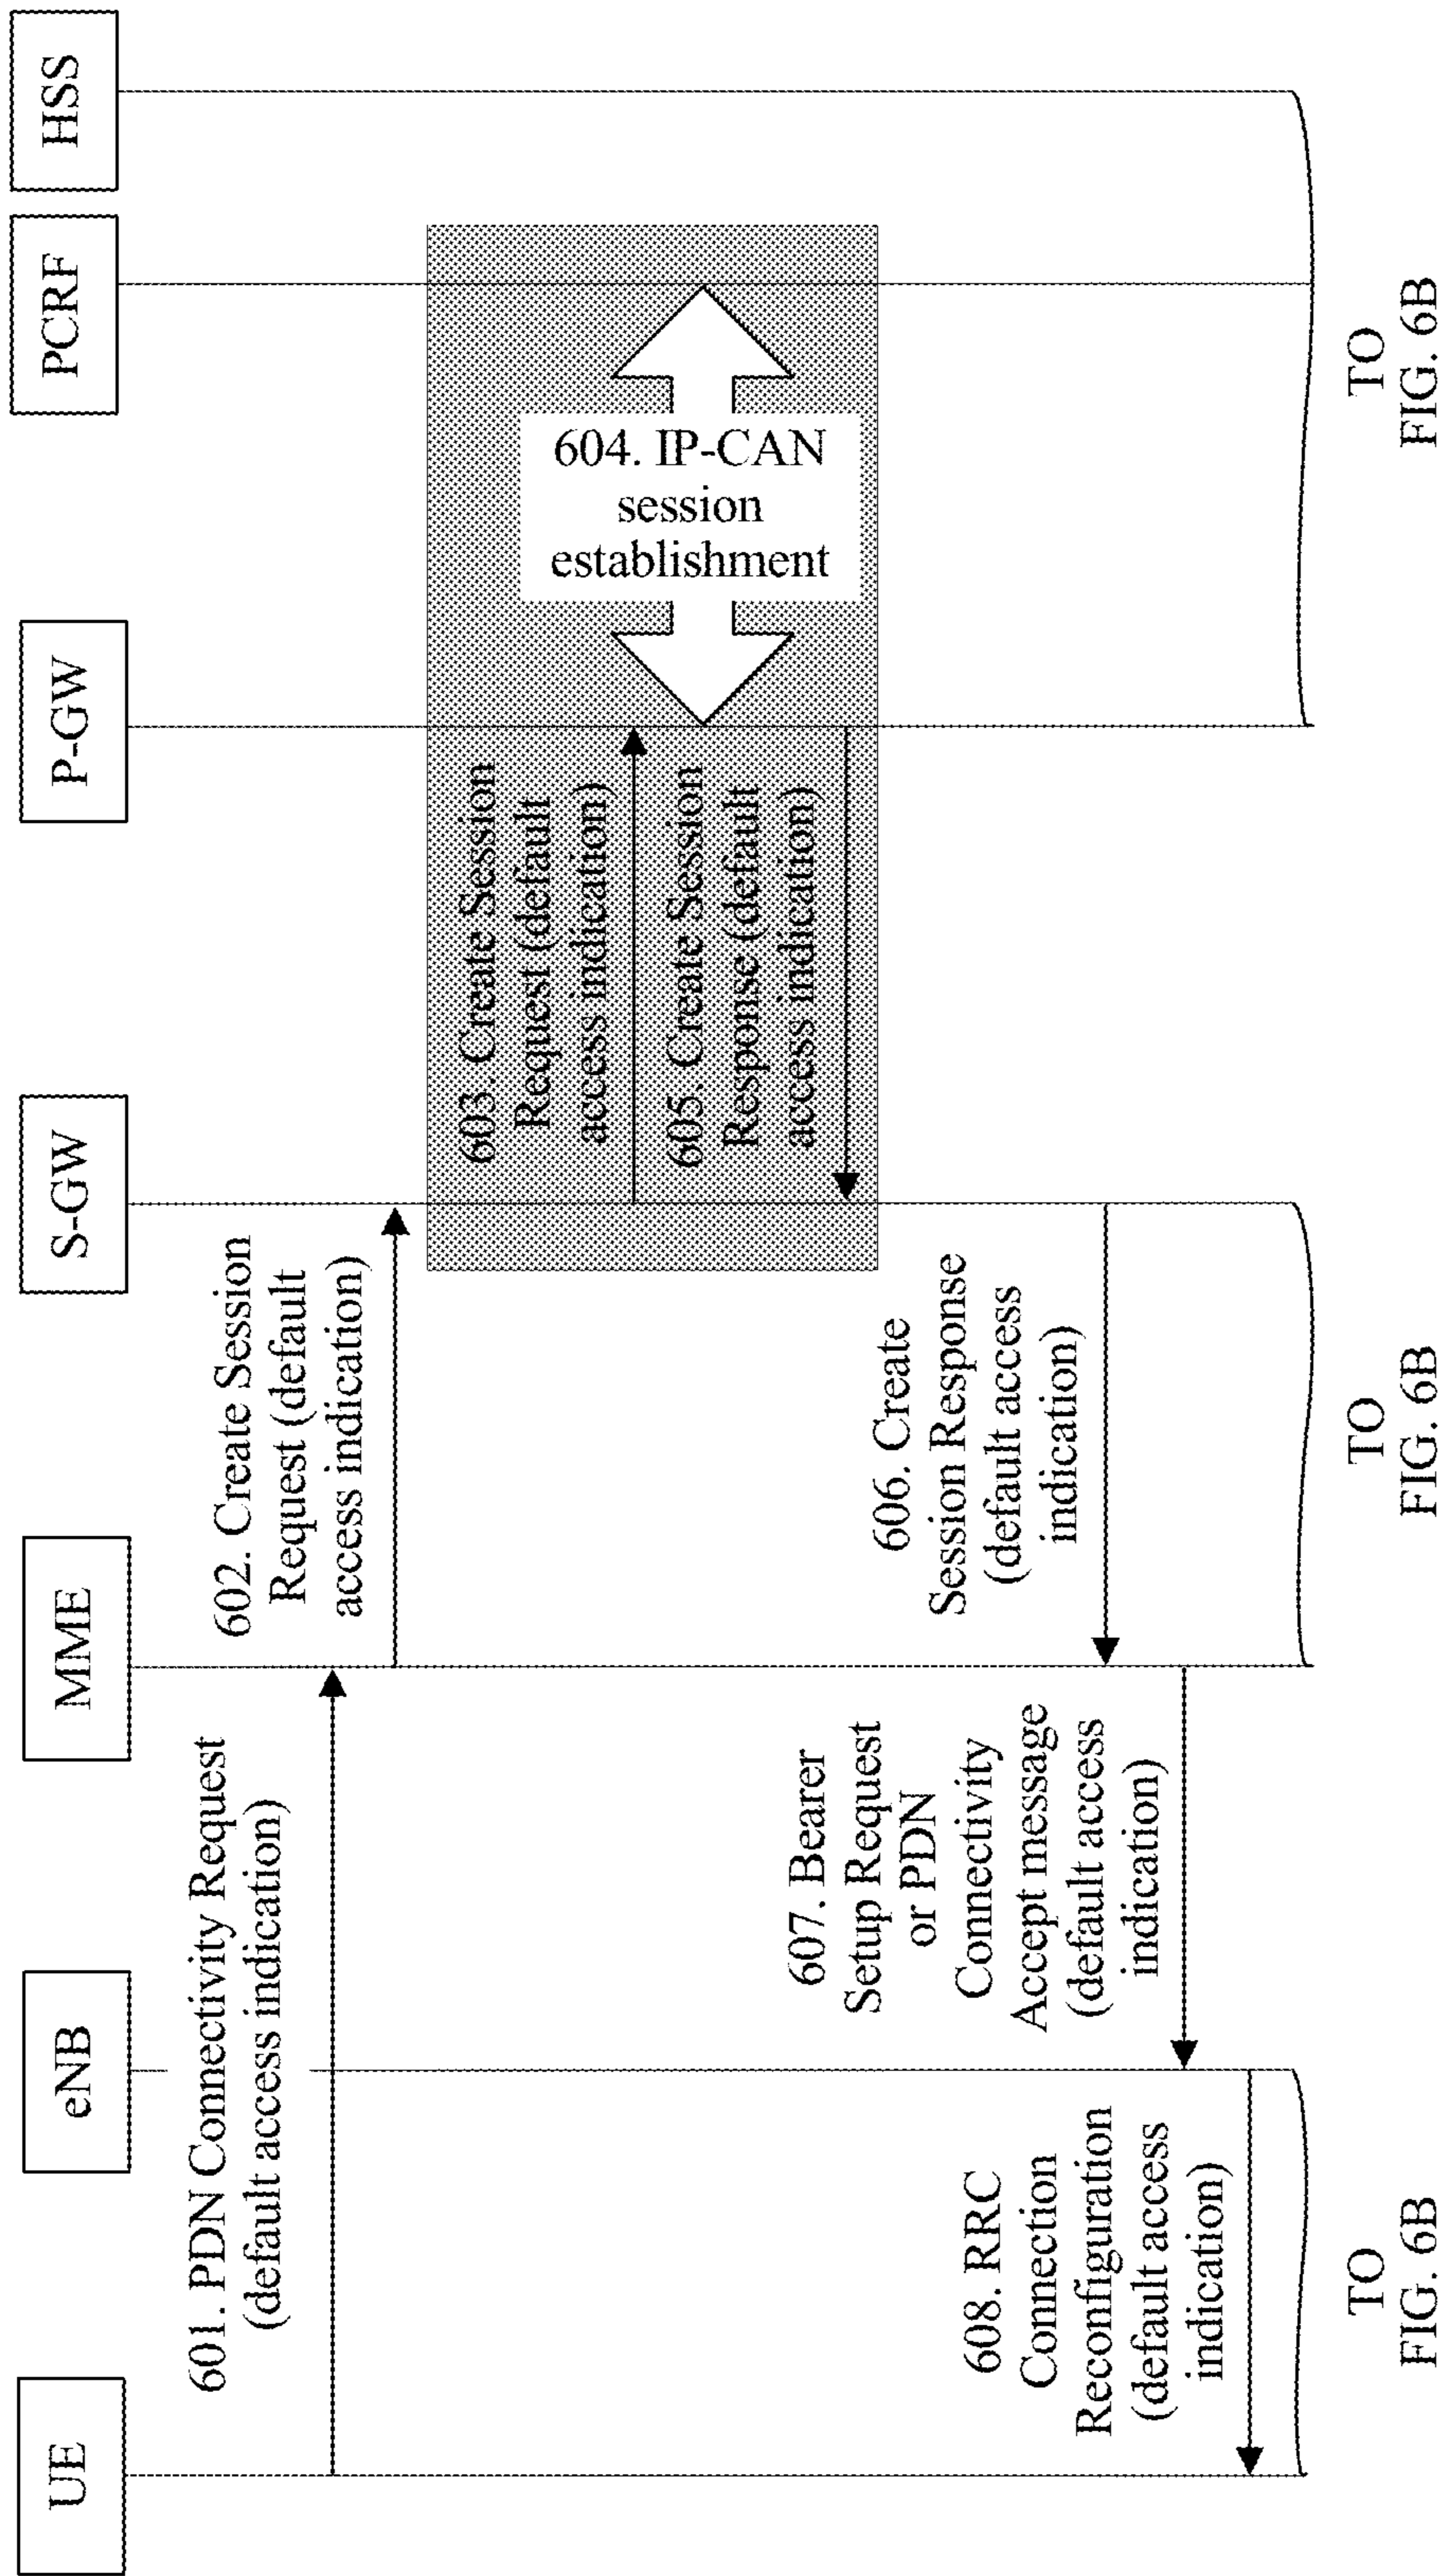 UE
eNB
MME
S-GW
P-GW
PCRF
HSS
601. PDN Connectivity Request
(default access indication)
602. Create Session
Request (default
access indication)
603. Create Session
Request (default
access indication)
604. IP-CAN
session
establishment
605. Create Session
Response (default
access indication)
606. Create
Session Response
(default access
indication)
607. Bearer
Setup Request
or PDN
Connectivity
Accept message
(default access
indication)
608. RRC
Connection
Reconfiguration
(default access
indication)
TO
FIG. 6B
TO
FIG. 6B
TO
FIG. 6B